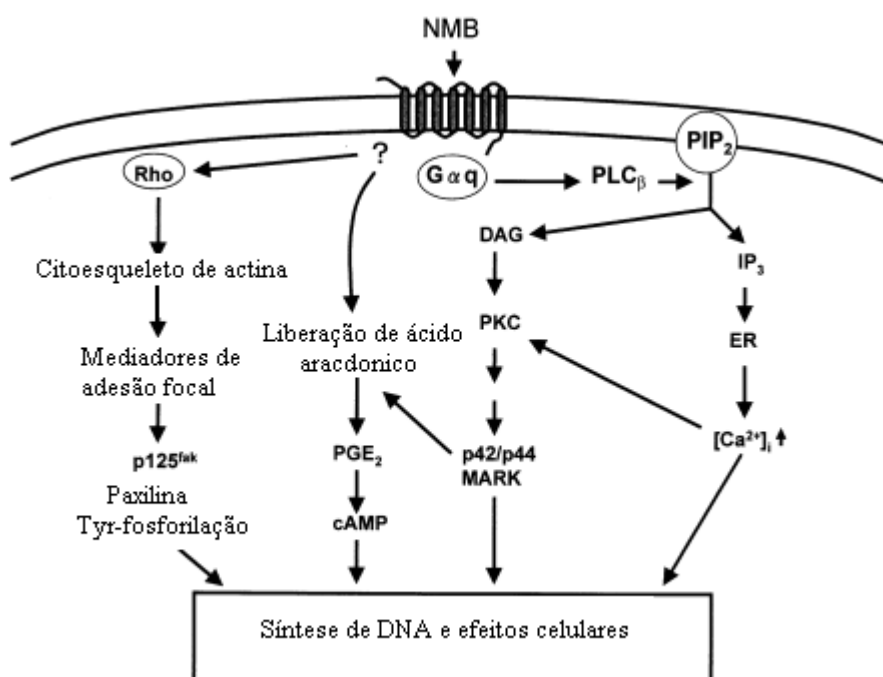 NMB
PIP2
?
Rho
Gαq
PLCβ
DAG
IP3
Citoesqueleto de actina
PKC
Liberação de ácido
aracdonico
ER
Mediadores de
adesão focal
[Ca2+]i
p125fak
PGE2
p42/p44
MARK
Paxilina
Tyr-fosforilação
cAMP
Síntese de DNA e efeitos celulares